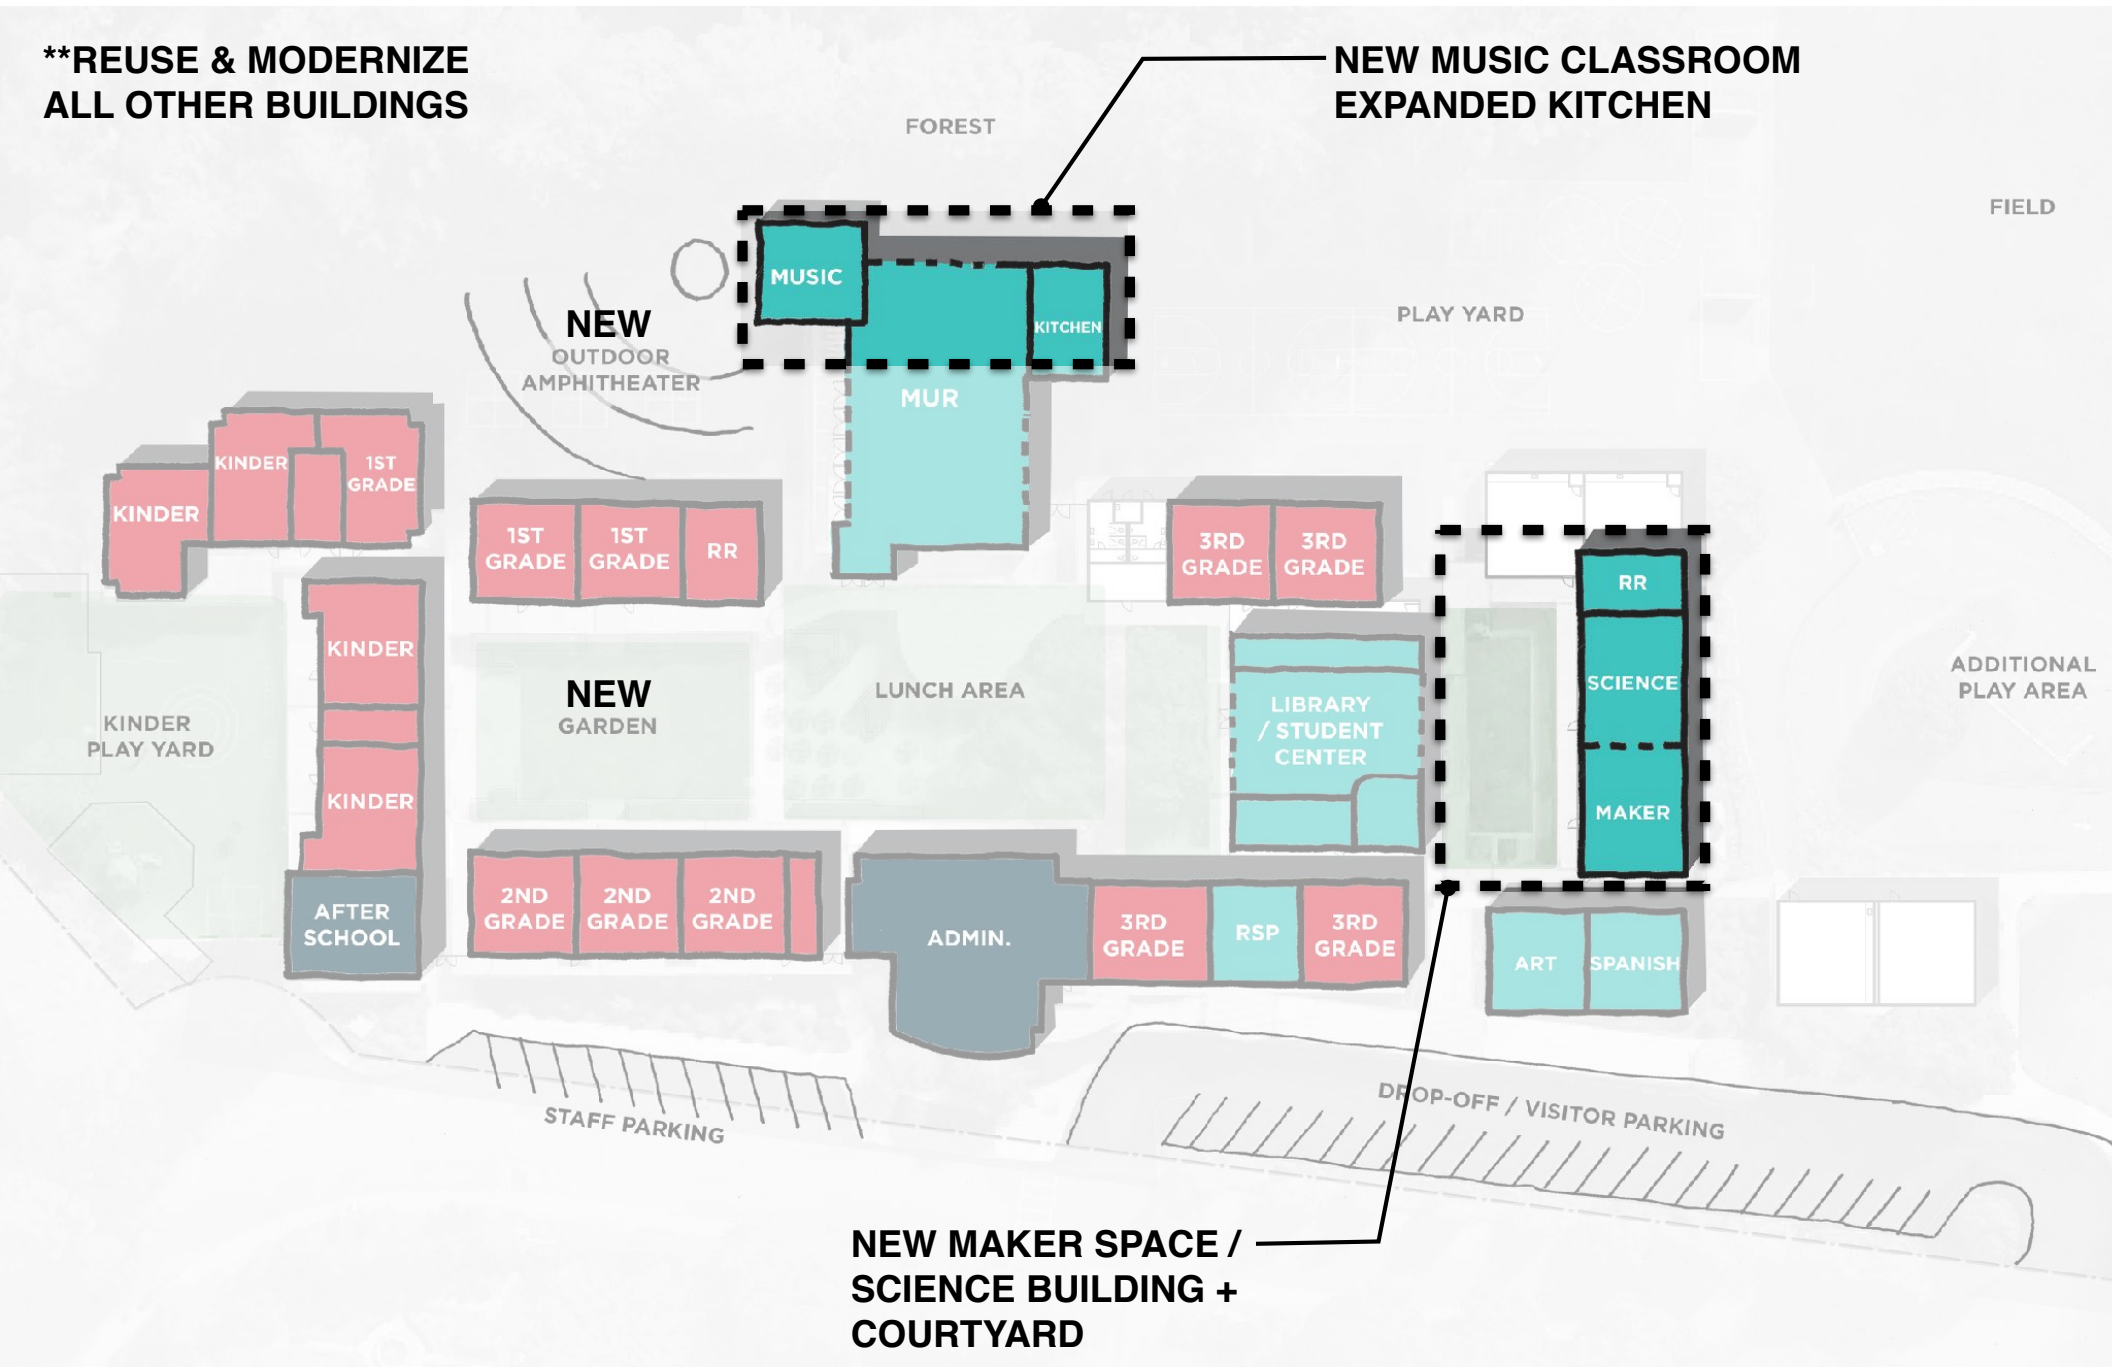 **REUSE & MODERNIZE
ALL OTHER BUILDINGS
NEW MUSIC CLASSROOM
EXPANDED KITCHEN
FOREST
FIELD
MUSIC
KITCHEN
PLAY YARD
NEW
OUTDOOR
AMPHITHEATER
MUR
KINDER
1ST
GRADE
KINDER
1ST
GRADE
1ST
GRADE
RR
3RD
GRADE
3RD
GRADE
RR
KINDER
SCIENCE
NEW
GARDEN
LUNCH AREA
LIBRARY
/ STUDENT
CENTER
ADDITIONAL
PLAY AREA
KINDER
PLAY YARD
KINDER
MAKER
AFTER
SCHOOL
2ND
GRADE
2ND
GRADE
2ND
GRADE
ADMIN.
3RD
GRADE
RSP
3RD
GRADE
ART
SPANISH
STAFF PARKING
DROP-OFF / VISITOR PARKING
NEW MAKER SPACE /
SCIENCE BUILDING +
COURTYARD